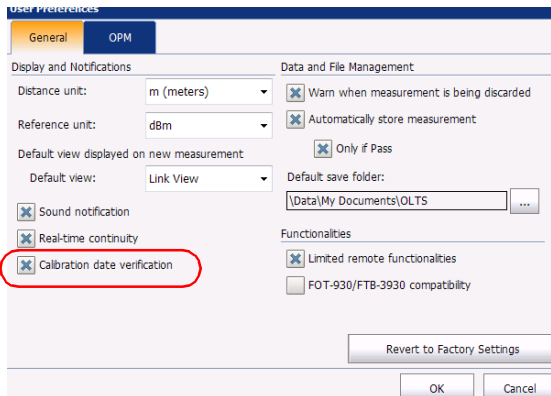 User Preferences
General
OPM
Display and Notifications
Distance unit:
m (meters)
Reference unit:
dBm
Default view displayed on new measurement
Default view:
Link View
Sound notification
Real-time continuity
Calibration date verification
Data and File Management
Warn when measurement is being discarded
Automatically store measurement
Only if Pass
Default save folder:
\Data\My Documents\OLTS
...
Functionalities
Limited remote functionalities
FOT-930/FTB-3930 compatibility
Revert to Factory Settings
OK
Cancel